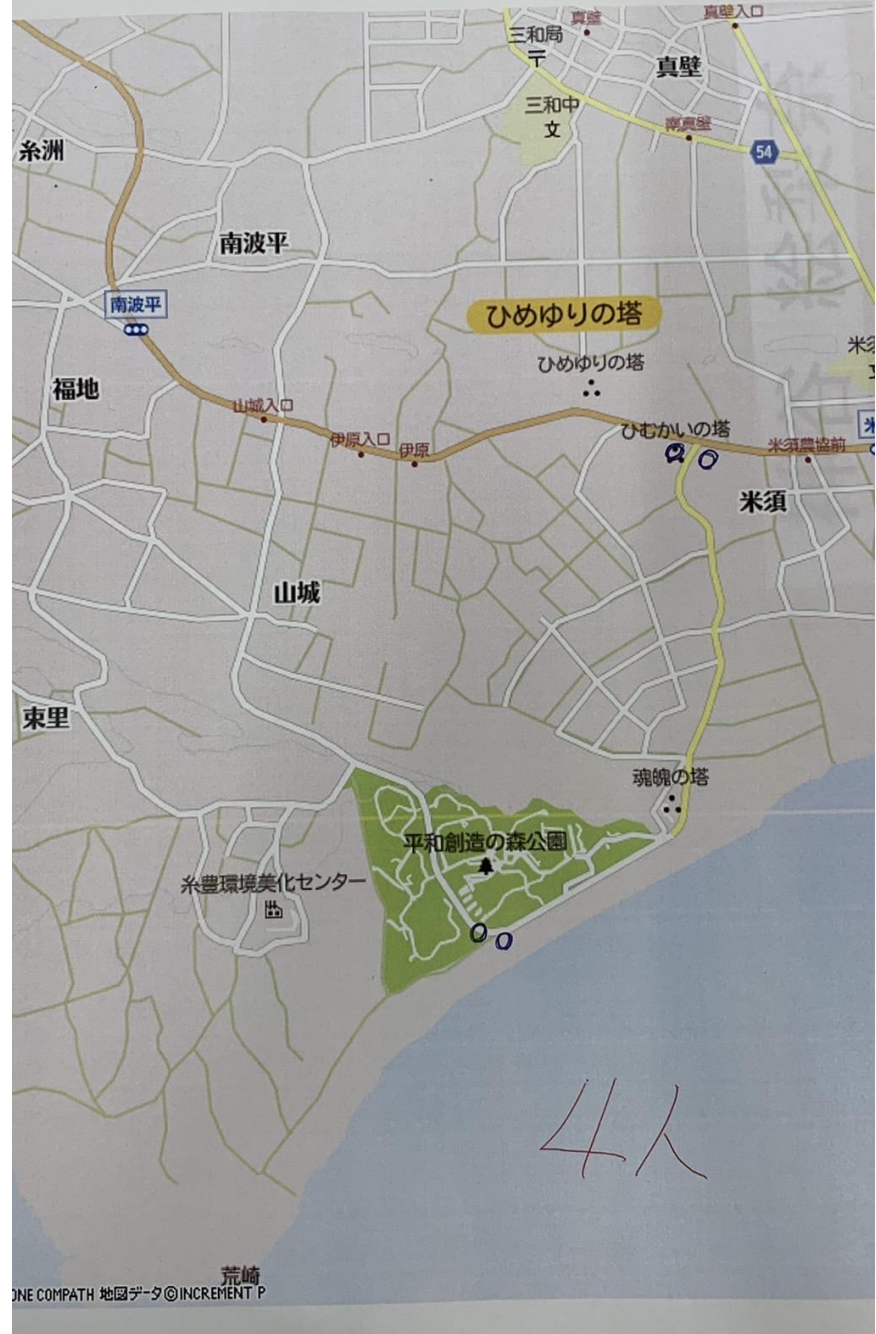 真壁
真壁入口
三和局
真壁
三和中
文
南真壁
54
糸洲
南波平
南波平
ひめゆりの塔
ひめゆりの塔
福地
山城入口
伊原入口
伊原
ひむかいの塔
米須農協前
米須
山城
束里
魂魄の塔
平和創造の森公園
糸豊環境美化センター
4人
荒崎
ONE COMPATH 地図データ©INCREMENT P